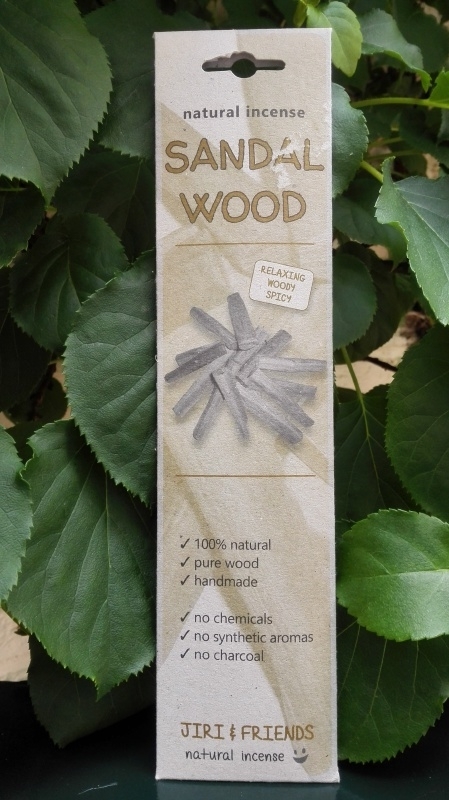 natural incense
SANDAL
WOOD
RELAXING
WOODY
SPICY
✓ 100% natural
✓ pure wood
✓ handmade
✓ no chemicals
✓ no synthetic aromas
✓ no charcoal
JIRI & FRIENDS
natural incense